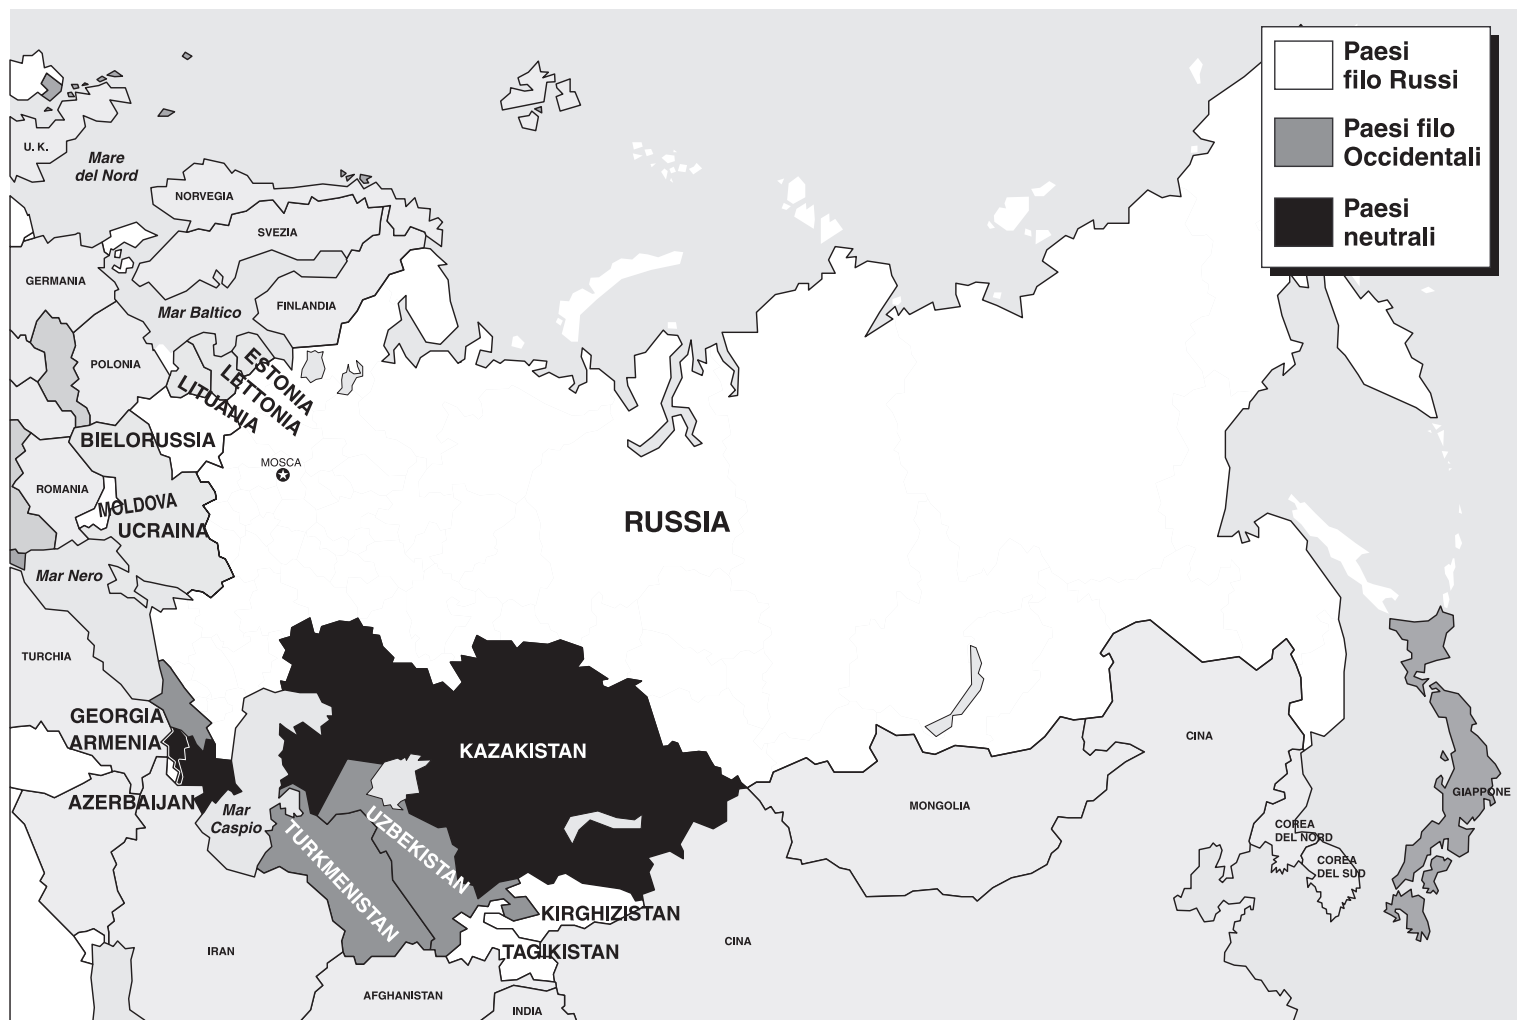 Paesi
filo Russi
Paesi filo
Occidentali
Paesi
neutrali
U. K.
Mare
del Nord
NORVEGIA
SVEZIA
GERMANIA
Mar Baltico
FINLANDIA
POLONIA
ESTONIA
LETTONIA
LITUANIA
BIELORUSSIA
MOSCA
ROMANIA
MOLDOVA
UCRAINA
RUSSIA
Mar Nero
TURCHIA
GEORGIA
ARMENIA
KAZAKISTAN
CINA
AZERBAIJAN
Mar
Caspio
MONGOLIA
GIAPPONE
UZBEKISTAN
TURKMENISTAN
COREA
DEL NORD
COREA
DEL SUD
KIRGHIZISTAN
TAGIKISTAN
CINA
IRAN
AFGHANISTAN
INDIA